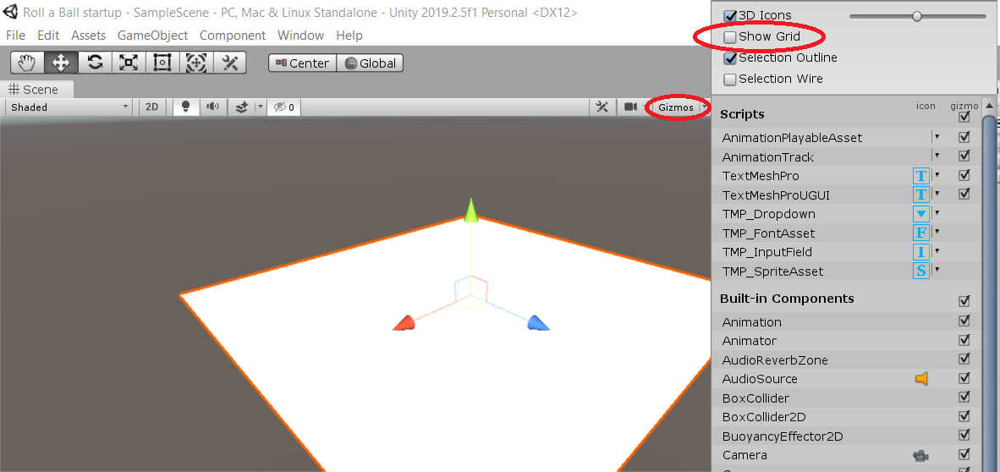 Roll a Ball startup - SampleScene - PC, Mac & Linux Standalone - Unity 2019.2.5f1 Personal <DX12>
File Edit Assets GameObject Component Window Help
Center Global
Scene
Shaded 2D 0 Gizmos
3D Icons
Show Grid
Selection Outline
Selection Wire
icon gizmo
Scripts
AnimationPlayableAsset
AnimationTrack
TextMeshPro T
TextMeshProUGUI T
TMP_Dropdown
TMP_FontAsset F
TMP_InputField I
TMP_SpriteAsset S
Built-in Components
Animation
Animator
AudioReverbZone
AudioSource
BoxCollider
BoxCollider2D
BuoyancyEffector2D
Camera